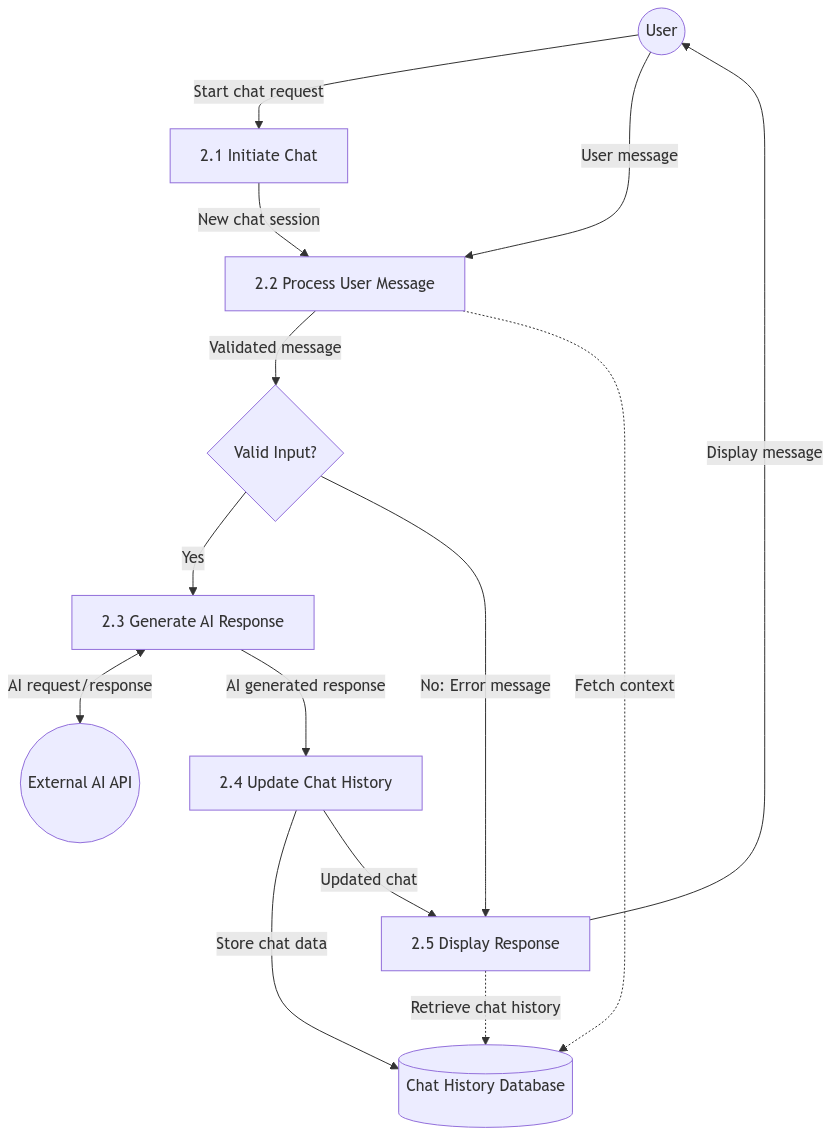 User
Start chat request
2.1 Initiate Chat
User message
New chat session
2.2 Process User Message
Validated message
Valid Input?
Display message
Yes
2.3 Generate AI Response
AI request/response
AI generated response
No: Error message
Fetch context
External AI API
2.4 Update Chat History
Updated chat
Store chat data
2.5 Display Response
Retrieve chat history
Chat History Database